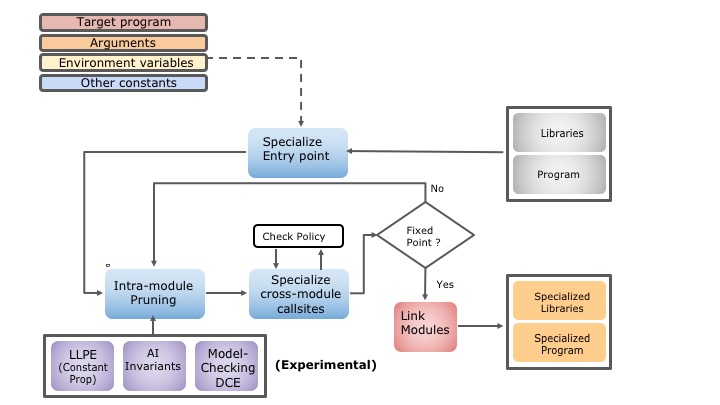 Target program
Arguments
Environment variables
Other constants
Specialize
Entry point
Libraries
Program
No
Check Policy
Fixed
Point ?
Intra-module
Pruning
Specialize
cross-module
callsites
Yes
Link
Modules
Specialized
Libraries
Specialized
Program
LLPE
(Constant
Prop)
AI
Invariants
Model-
Checking
DCE
(Experimental)